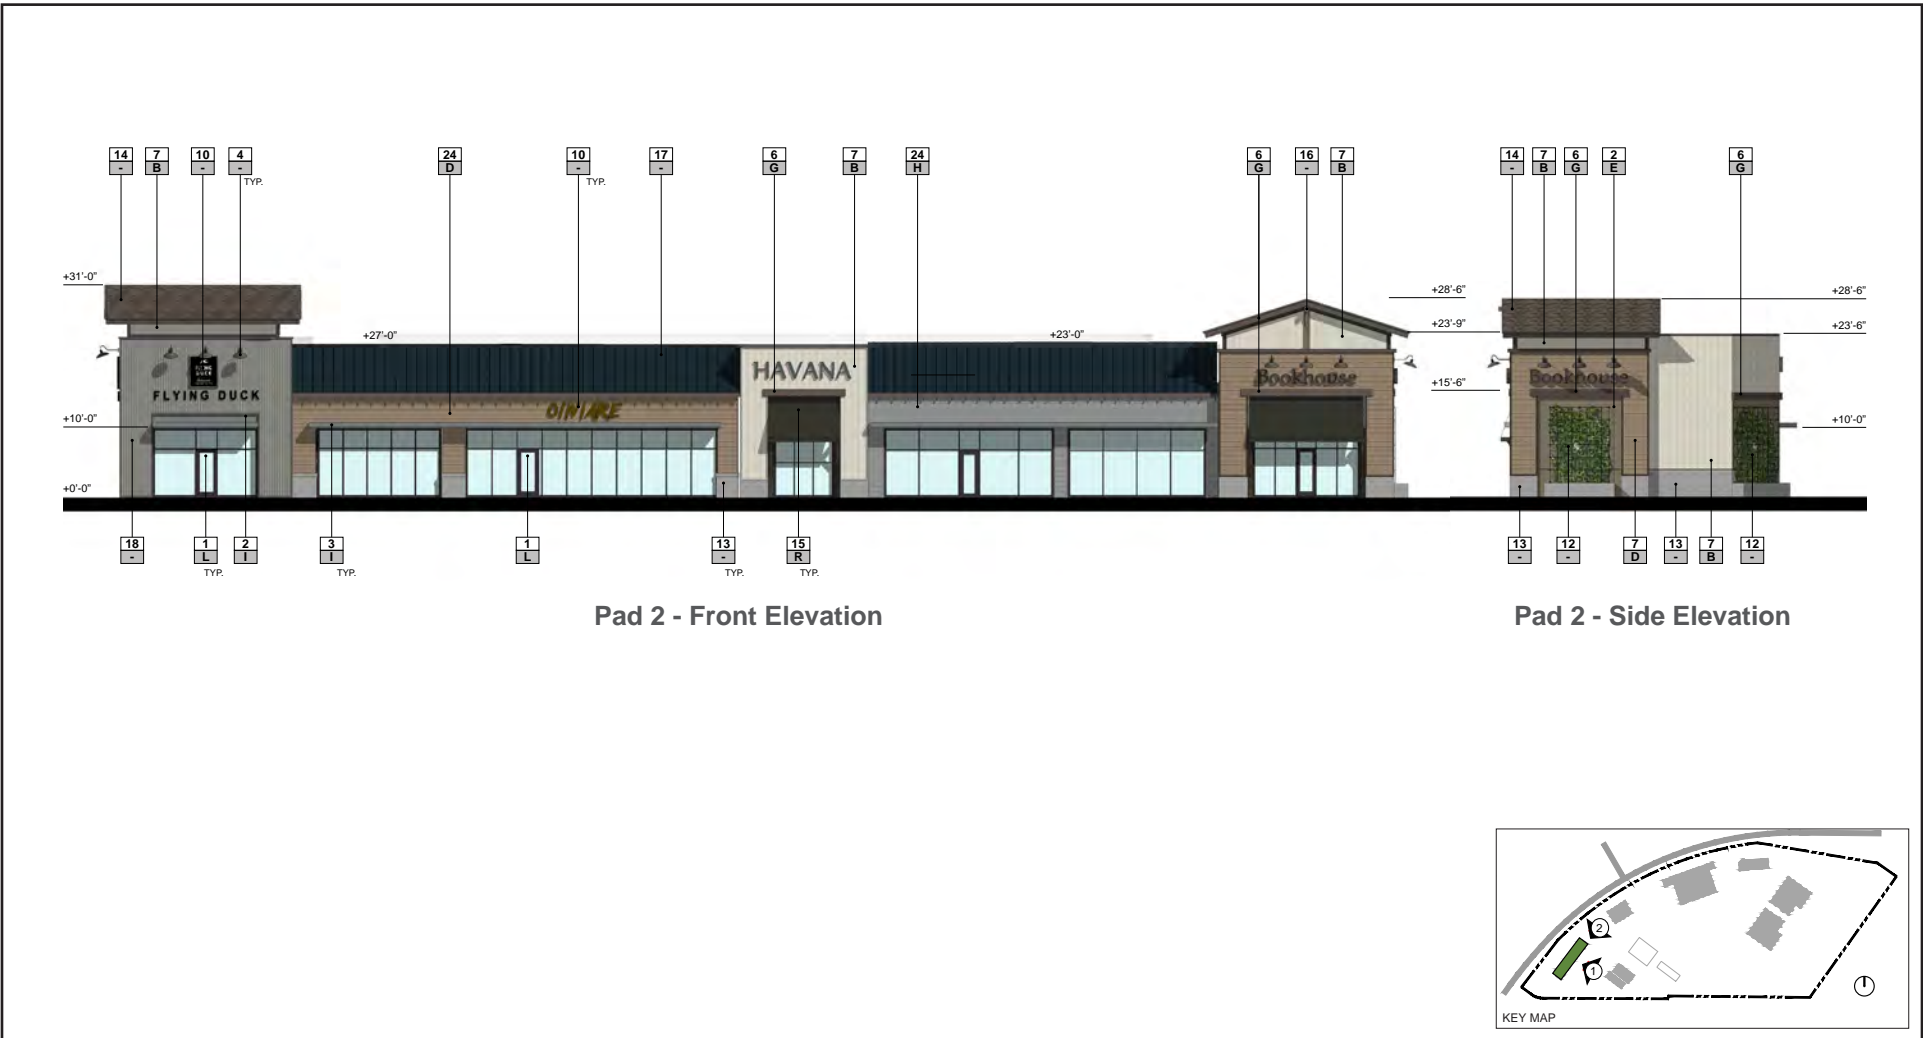 14 7 10 4 24 10 17 6 7 24 6 16 7 14 7 6 2 6
- B - - D - - G B H G - B - B G E G
TYP. TYP.
+31'-0"
+28'-6" +28'-6"
+27'-0" +23'-0" +23'-9" +23'-6"
HAVANA
Bookhouse Bookhouse
FLYING DUCK
FLYING DUCK
+15'-6"
+10'-0" +10'-0"
+0'-0"
18 1 2 3 1 13 15 13 12 7 13 7 12
- L I I L - R - - D - B -
TYP. TYP. TYP. TYP.
Pad 2 - Front Elevation Pad 2 - Side Elevation
2
1
KEY MAP